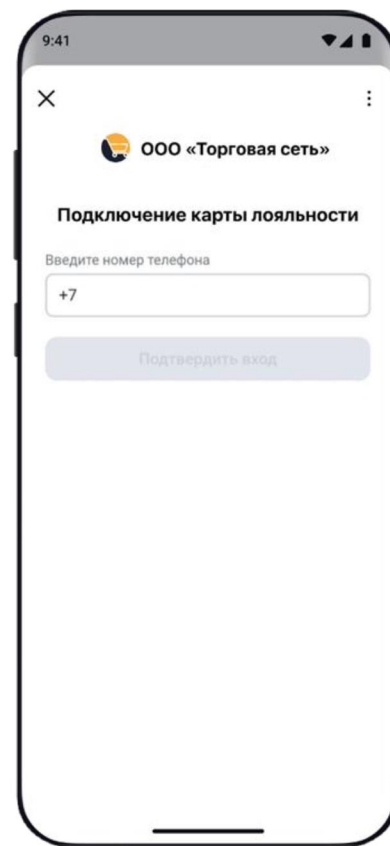 9:41
ООО «Торговая сеть»
Подключение карты лояльности
Введите номер телефона
+7
Подтвердить вход